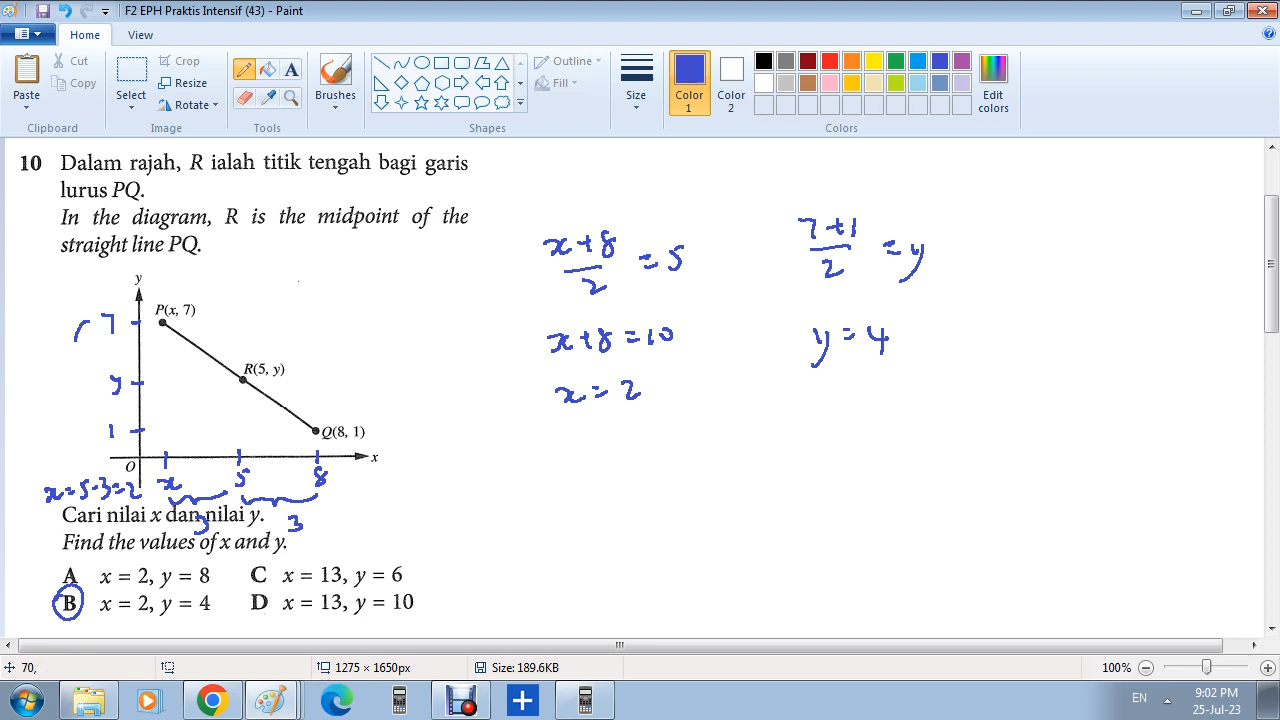 F2 EPH Praktis Intensif (43) - Paint
Home View
Paste
Cut
Copy
Clipboard
Select
Crop
Resize
Rotate
Image
Tools
Brushes
Outline
Fill
Shapes
Size
Color 1
Color 2
Edit colors
Colors
10 Dalam rajah, R ialah titik tengah bagi garis
lurus PQ.
In the diagram, R is the midpoint of the
straight line PQ.
y
P(x, 7)
7
R(5, y)
y
1
Q(8, 1)
O
x
x 5 8
x = 5 - 3 = 2
3 3
Cari nilai x dan nilai y.
Find the values of x and y.
A x = 2, y = 8 C x = 13, y = 6
B x = 2, y = 4 D x = 13, y = 10
x + 8 / 2 = 5
x + 8 = 10
x = 2
7 + 1 / 2 = y
y = 4
70,
1275 × 1650px
Size: 189.6KB
100%
EN
9:02 PM
25-Jul-23